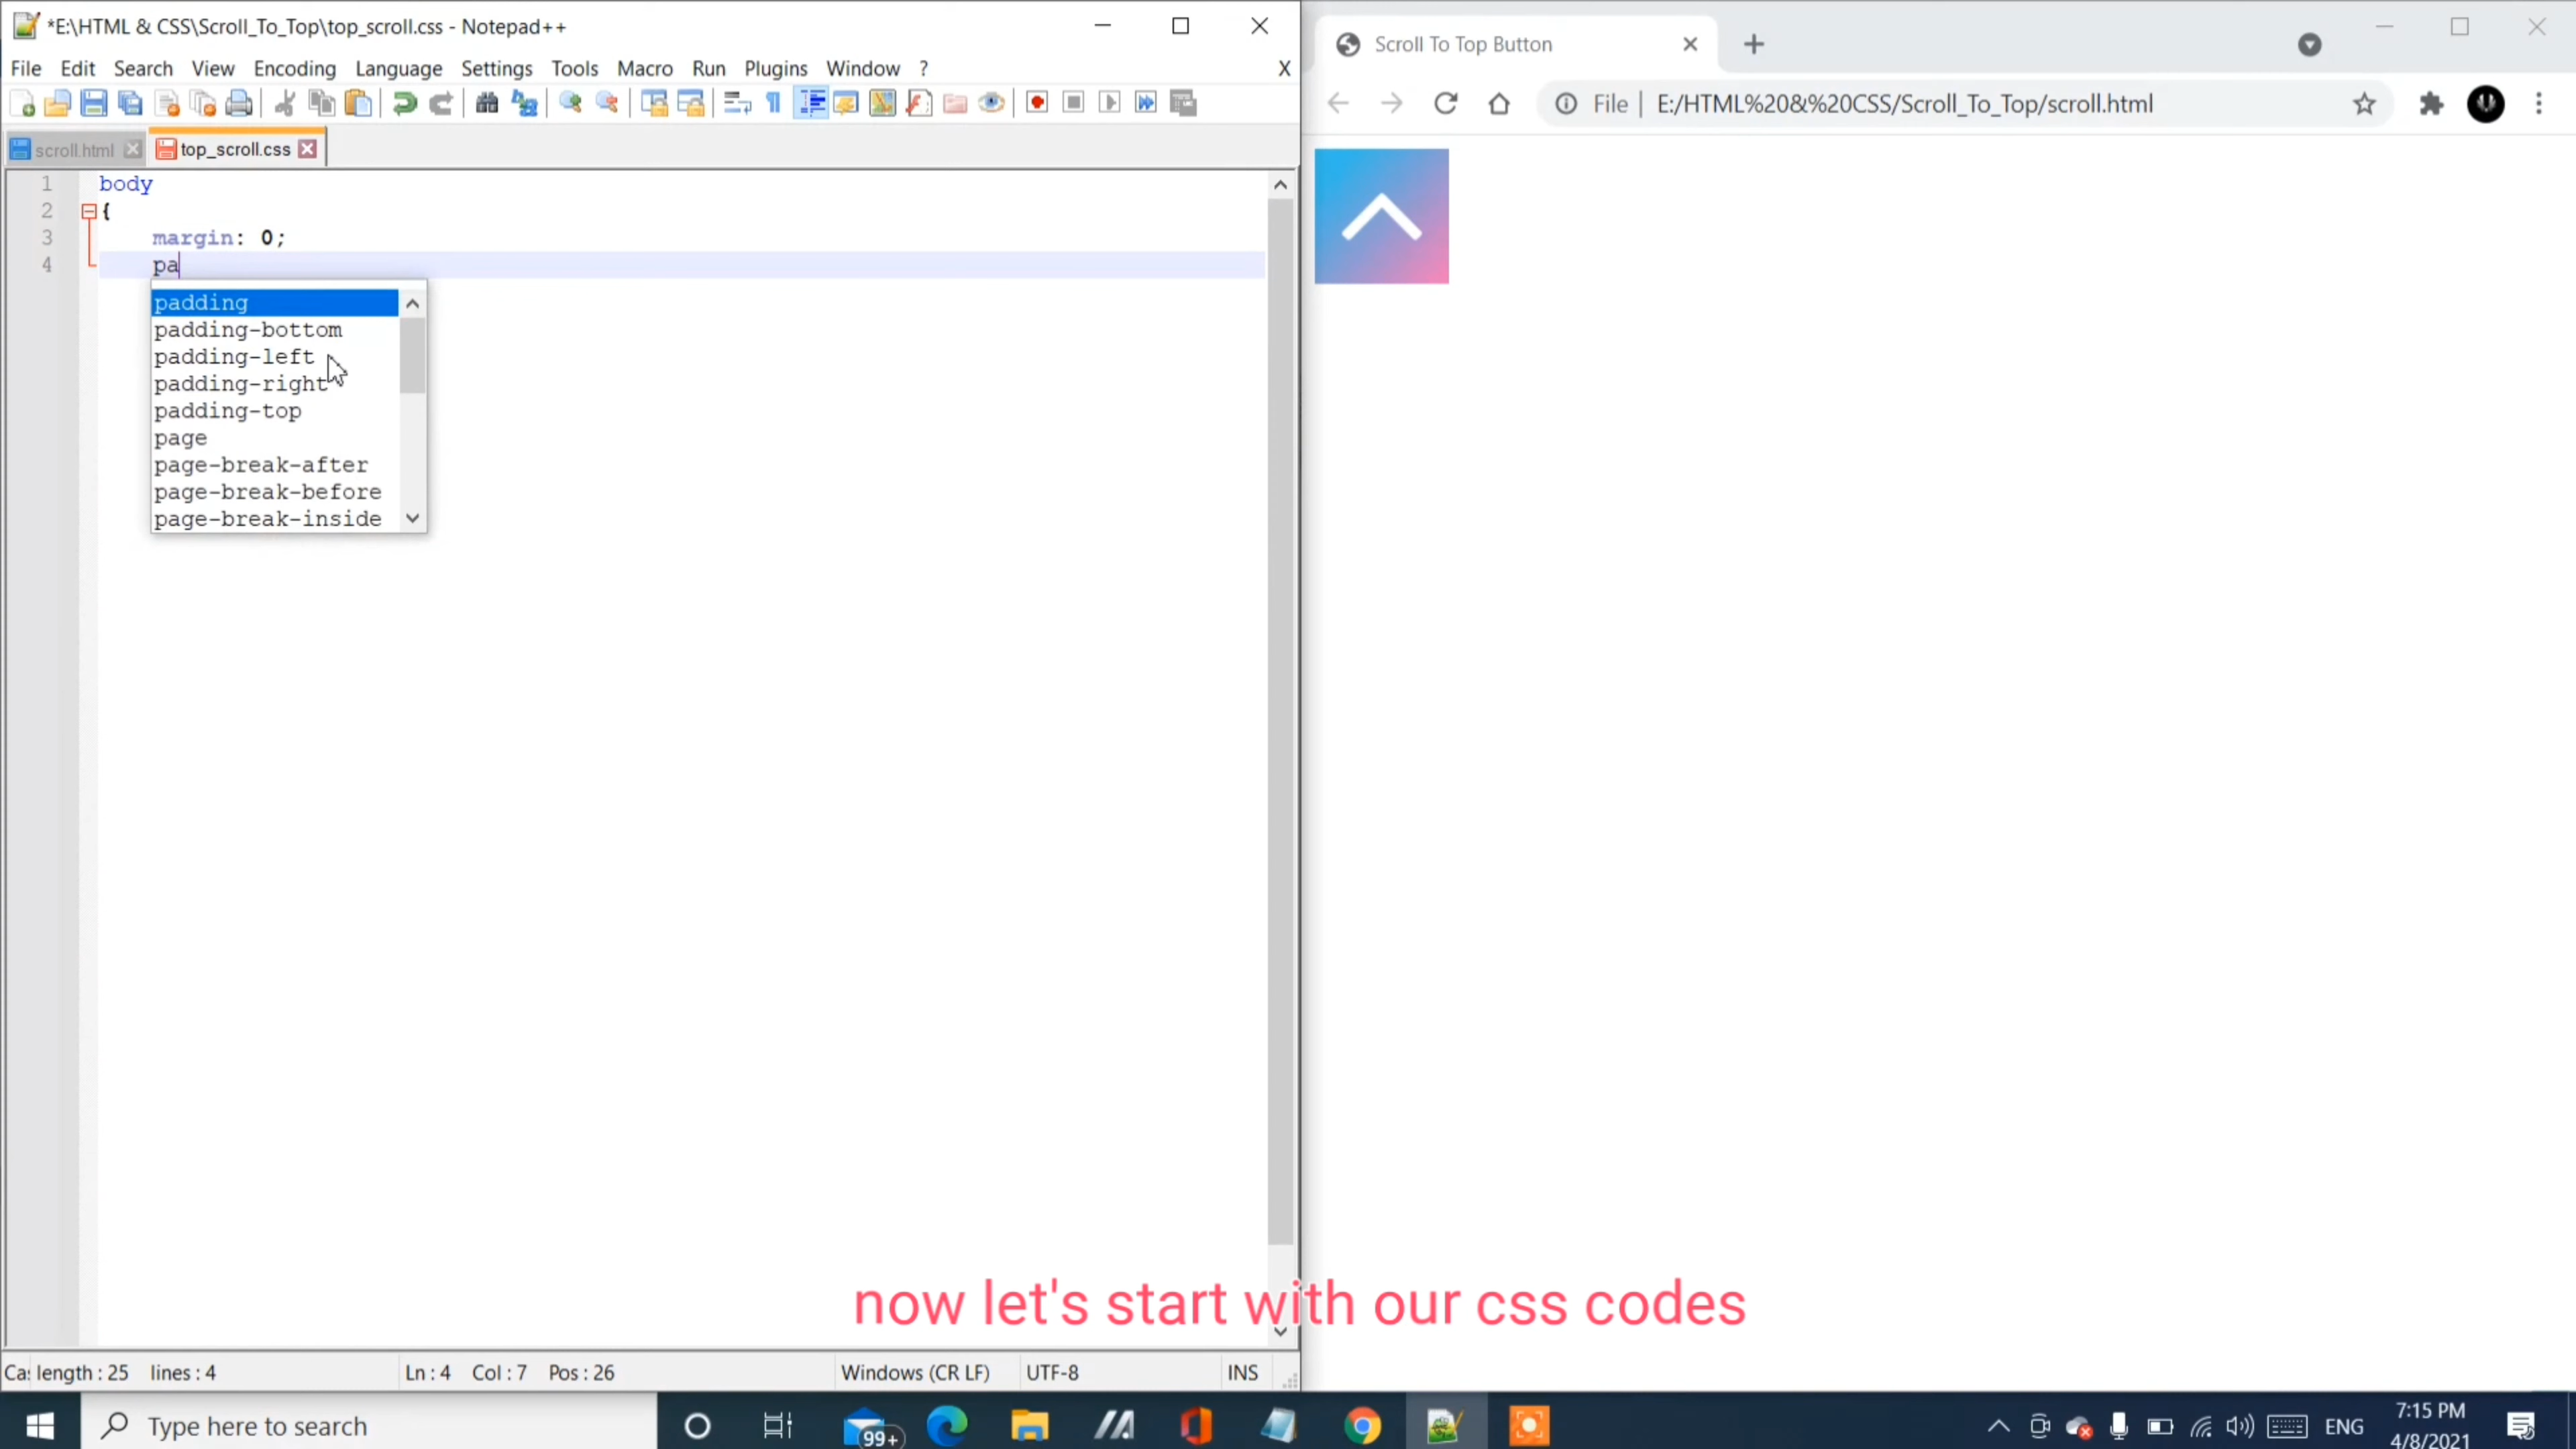 *E:\HTML & CSS\Scroll_To_Top\top_scroll.css - Notepad++
File Edit Search View Encoding Language Settings Tools Macro Run Plugins Window ? X
scroll.html top_scroll.css
1 body
2 {
3 margin: 0;
4 pa
padding
padding-bottom
padding-left
padding-right
padding-top
page
page-break-after
page-break-before
page-break-inside
Scroll To Top Button
File | E:/HTML%20&%20CSS/Scroll_To_Top/scroll.html
now let's start with our css codes
Ca: length : 25 lines : 4 Ln : 4 Col : 7 Pos : 26 Windows (CR LF) UTF-8 INS
Type here to search
99+
ENG
7:15 PM
4/8/2021